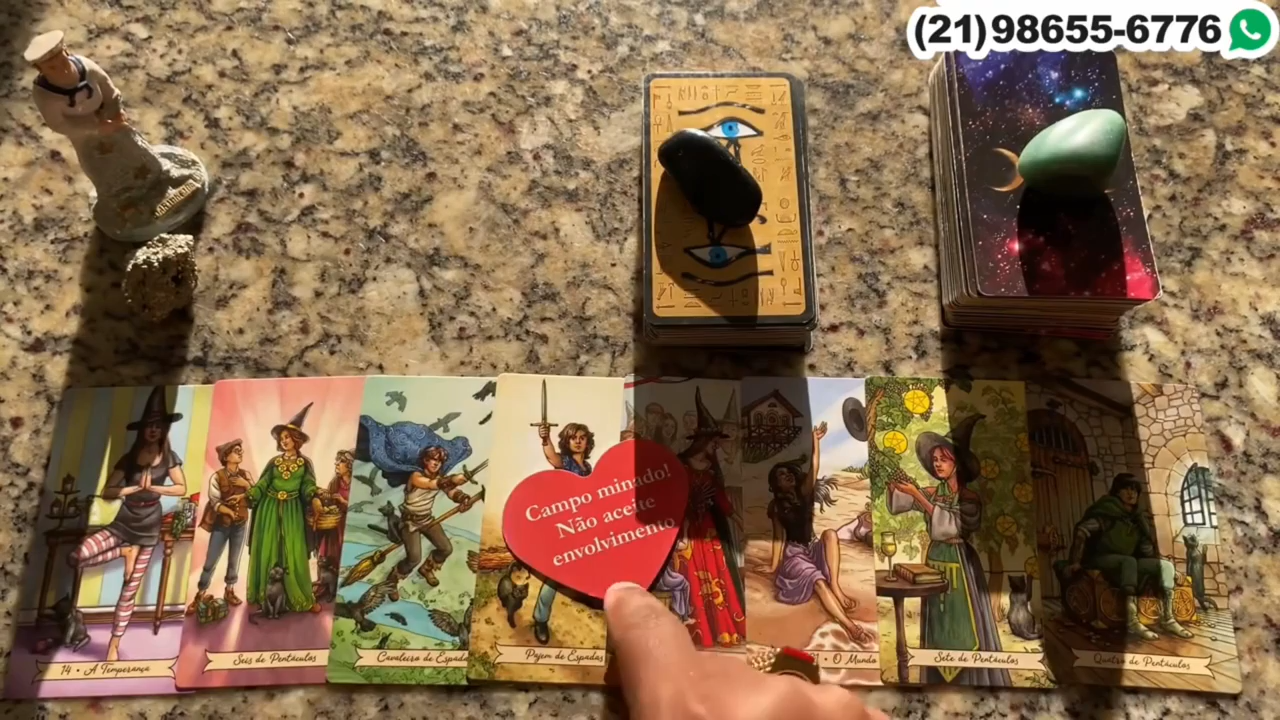 (21)98655-6776
Campo minado!
Não aceite
envolvimento
14 • A Temperança
Seis de Pentáculos
Cavaleiro de Espada
Pajem de Espadas
• O Mundo
Sete de Pentáculos
Quatro de Pentáculos